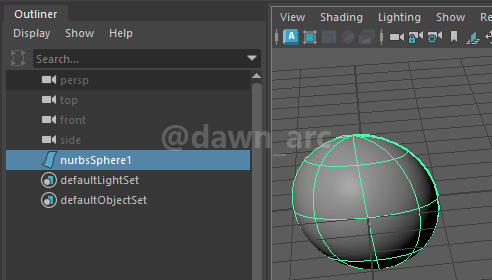 Outliner
Display Show Help
Search...
persp
top
front
side
nurbsSphere1
defaultLightSet
defaultObjectSet
View Shading Lighting Show Re
A
@dawn_arc